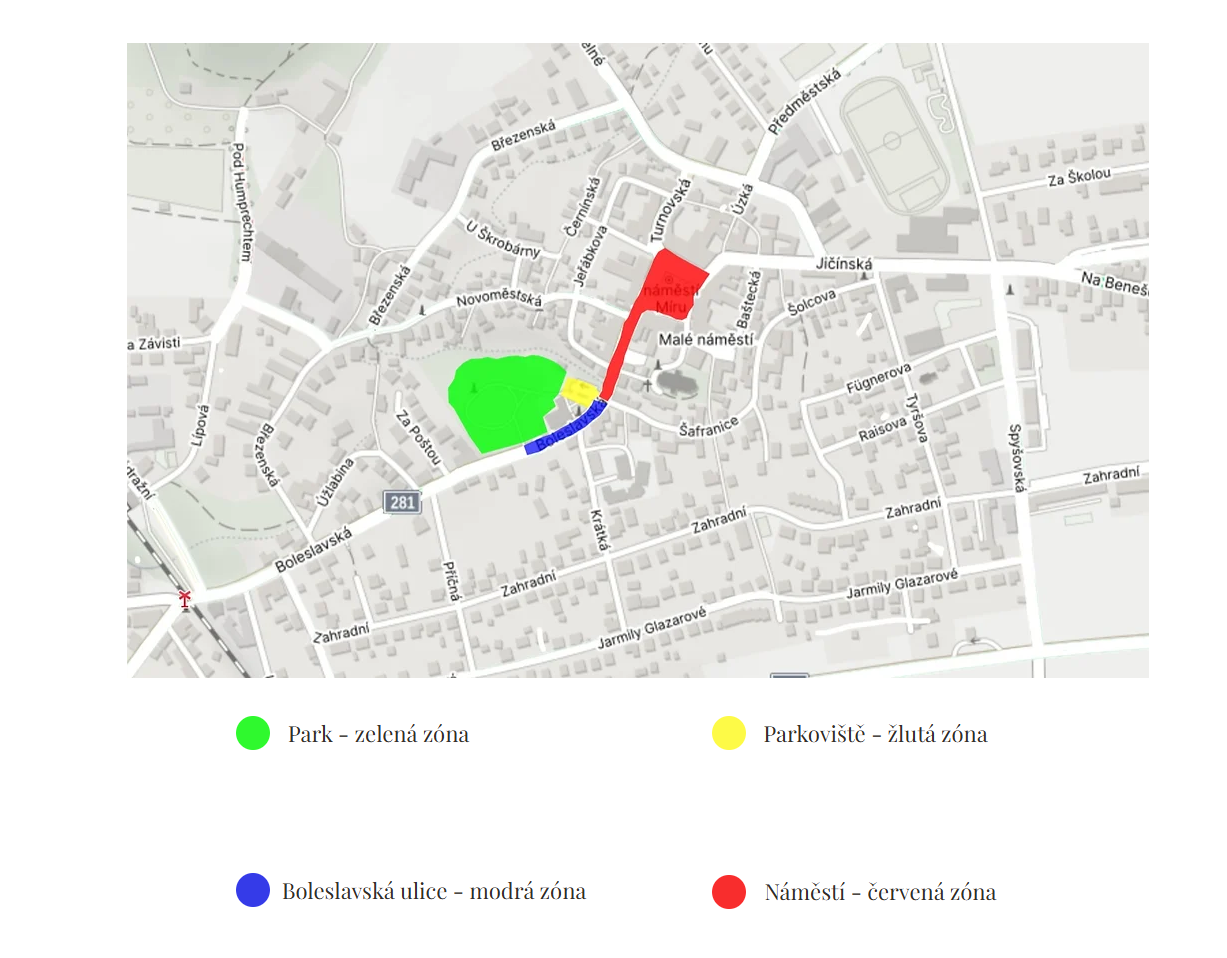 Předměstská
Březenská
Za Školou
Pod Humprechtem
Černínská
Turnovská
Úzká
U Škrobárny
Jeřábkova
Jičínská
Na Beneš
Březenská
náměstí
Míru
Novoměstská
Baštecká
Šolcova
a Závisti
Malé náměstí
Fügnerova
Tyršova
Lípová
Za Poštou
Boleslavská
Šafranice
Raisova
Březenská
Spyšovská
Úžlabina
Zahradní
dražní
281
Zahradní
Zahradní
Krátká
Boleslavská
Příčná
Zahradní
Jarmily Glazarové
Jarmily Glazarové
Zahradní
Park - zelená zóna
Parkoviště - žlutá zóna
Boleslavská ulice - modrá zóna
Náměstí - červená zóna